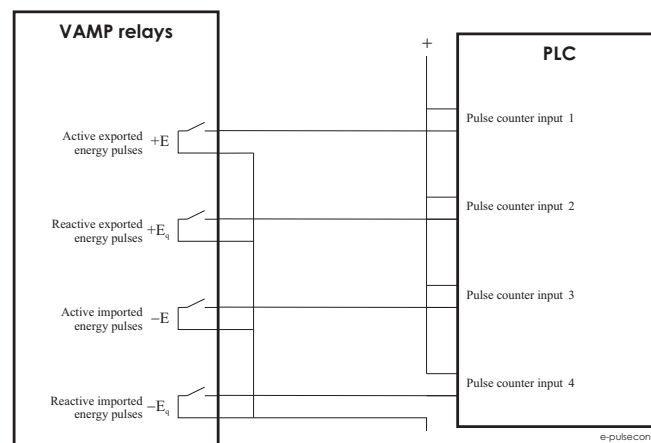 VAMP relays
PLC
+
Active exported
energy pulses
+E
Pulse counter input 1
Reactive exported
energy pulses
+Eq
Pulse counter input 2
Active imported
energy pulses
−E
Pulse counter input 3
Reactive imported
energy pulses
−Eq
Pulse counter input 4
e-pulsecon